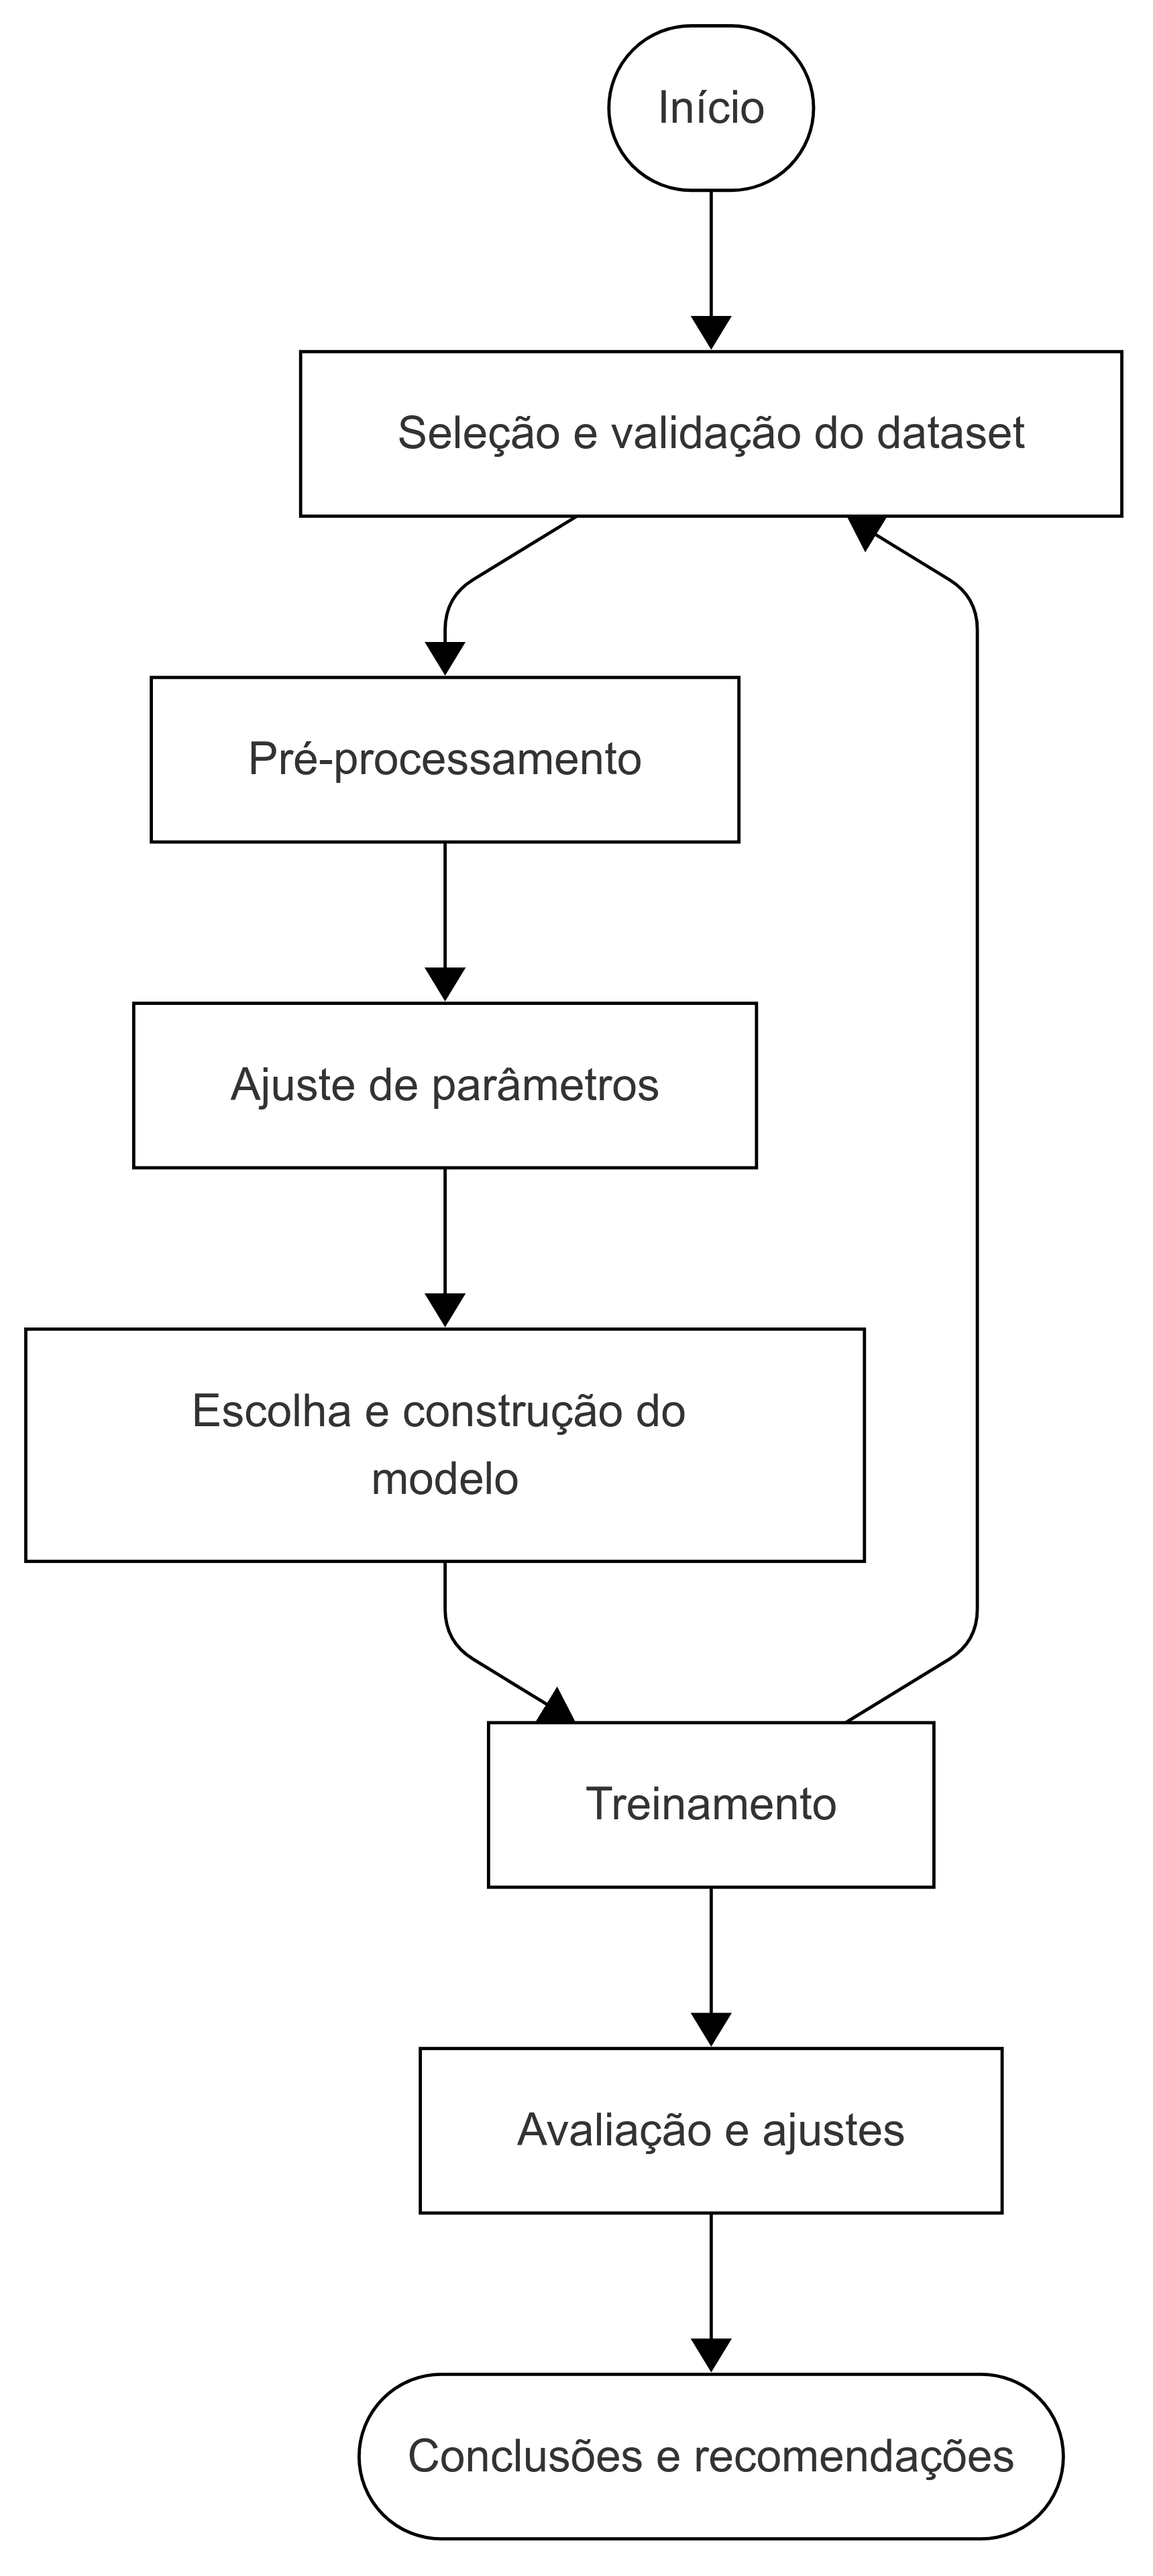 Início
Seleção e validação do dataset
Pré-processamento
Ajuste de parâmetros
Escolha e construção do
modelo
Treinamento
Avaliação e ajustes
Conclusões e recomendações